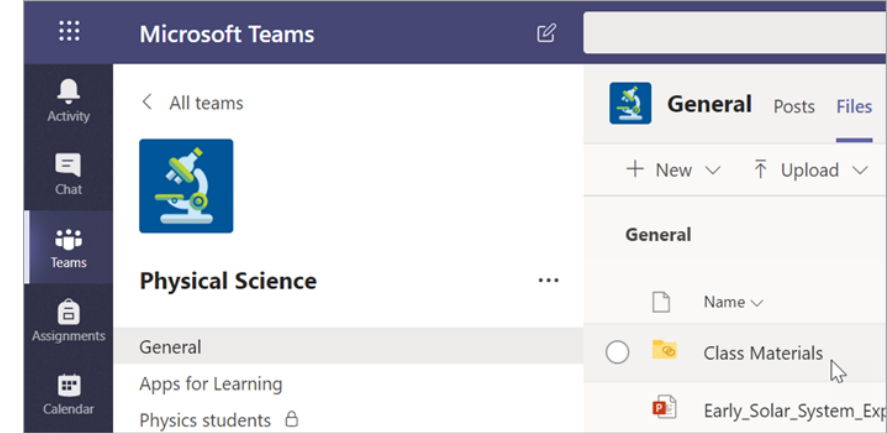 Microsoft Teams
Activity
Chat
Teams
Assignments
Calendar
All teams
Physical Science
General
Apps for Learning
Physics students
General Posts Files
New Upload
General
Name
Class Materials
Early_Solar_System_Exp